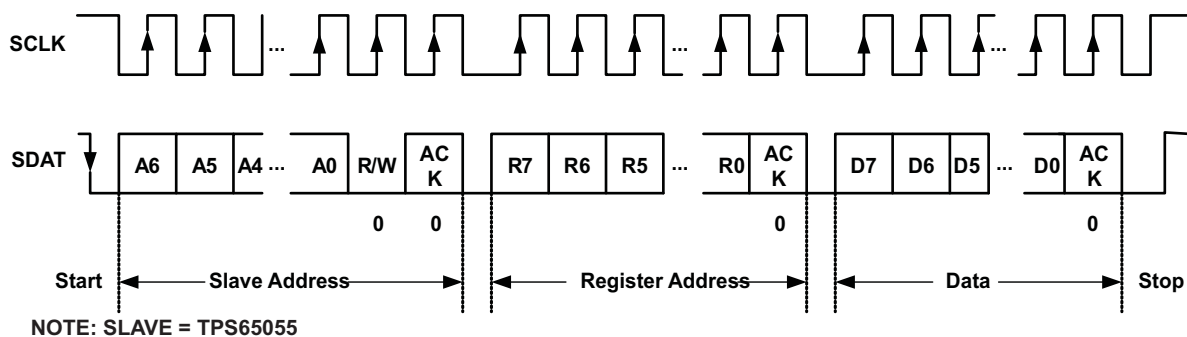 SCLK ... ... ...
SDAT A6 A5 A4 ... A0 R/W AC K R7 R6 R5 ... R0 AC K D7 D6 D5 ... D0 AC K
0 0 0 0
Start Slave Address Register Address Data Stop
NOTE: SLAVE = TPS65055